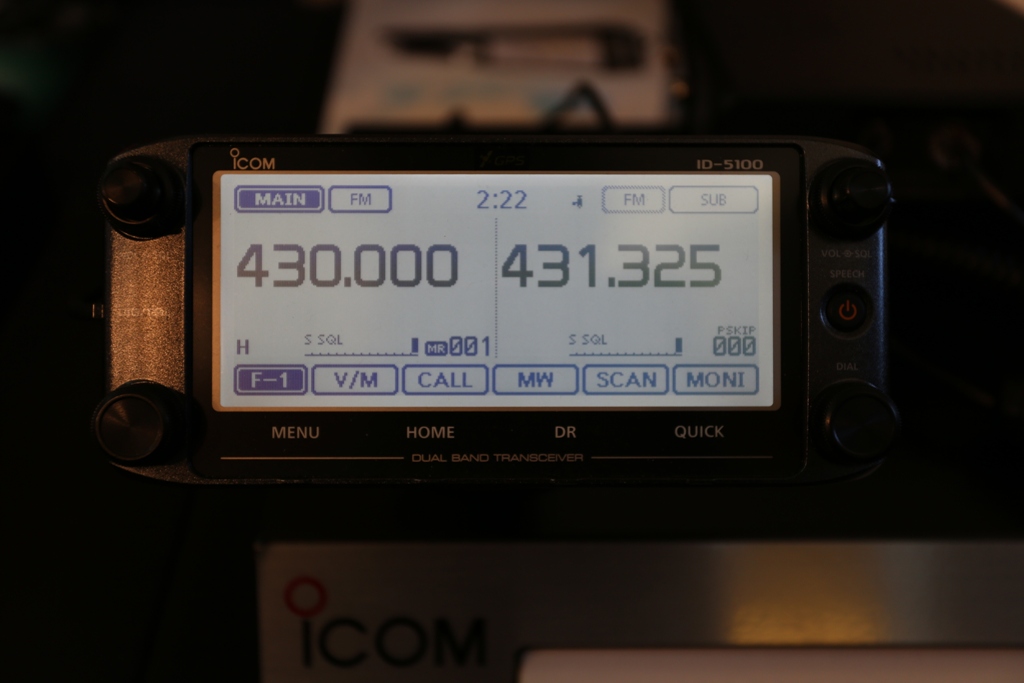 ICOM
ID-5100
MAIN FM 2:22 FM SUB
430.000 431.325
H S SQL MR 001 S SQL PSKIP 000
F-1 V/M CALL MW SCAN MONI
MENU HOME DR QUICK
DUAL BAND TRANSCEIVER
VOL SQL
SPEECH
DIAL
ICOM